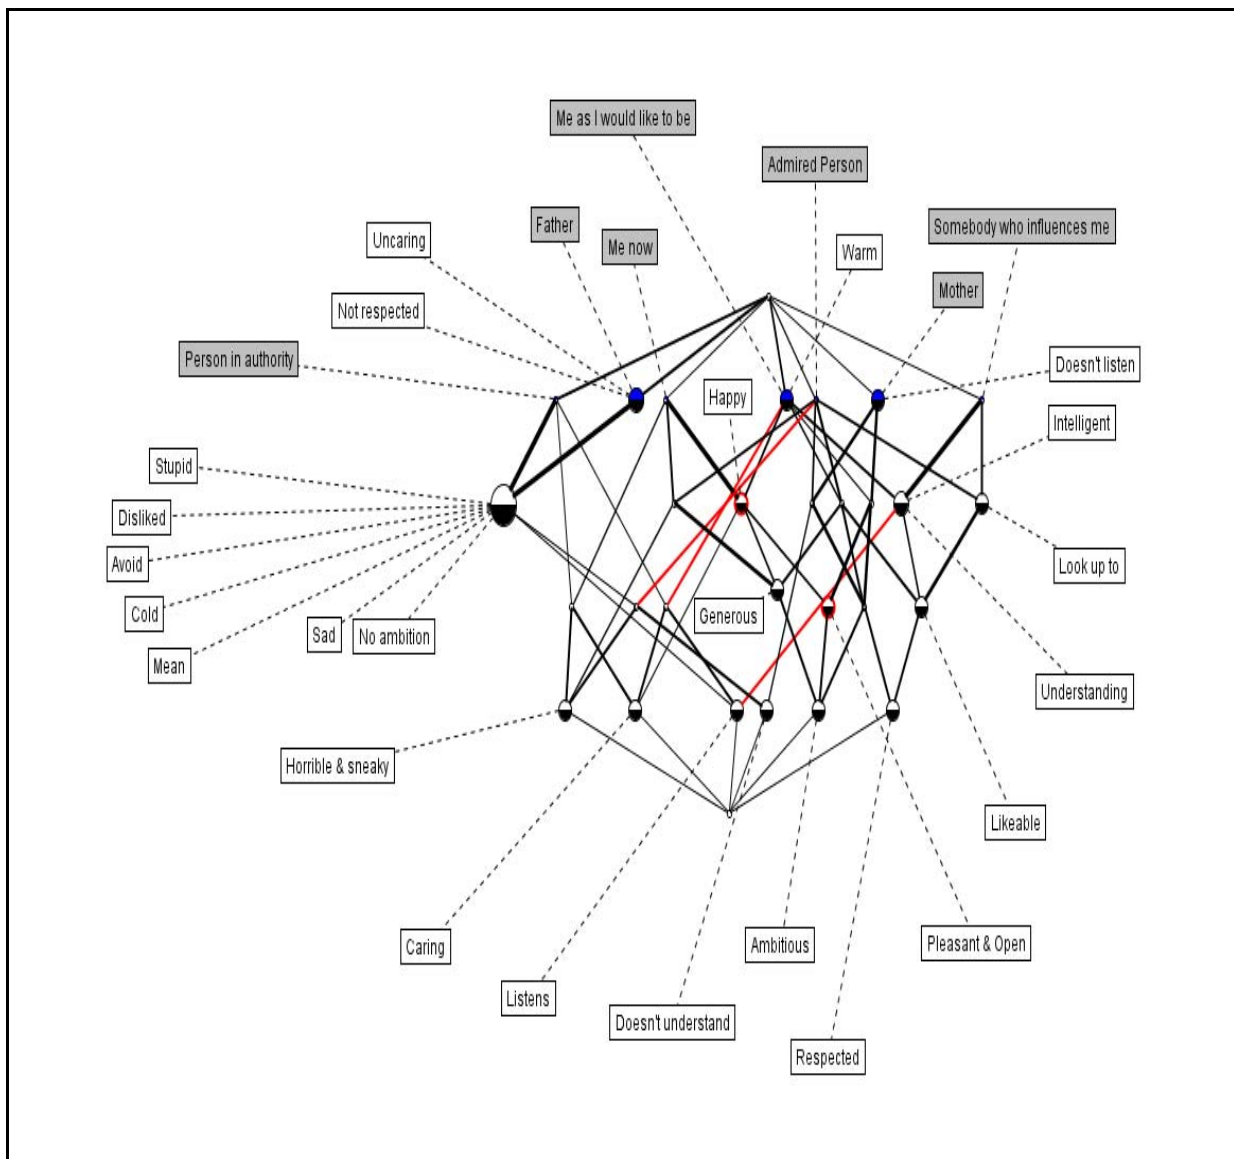 Me as I would like to be
Admired Person
Father
Somebody who influences me
Uncaring
Me now
Warm
Mother
Not respected
Person in authority
Doesn't listen
Happy
Intelligent
Stupid
Disliked
Avoid
Look up to
Cold
Generous
Sad
No ambition
Mean
Understanding
Horrible & sneaky
Likeable
Caring
Ambitious
Pleasant & Open
Listens
Doesn't understand
Respected